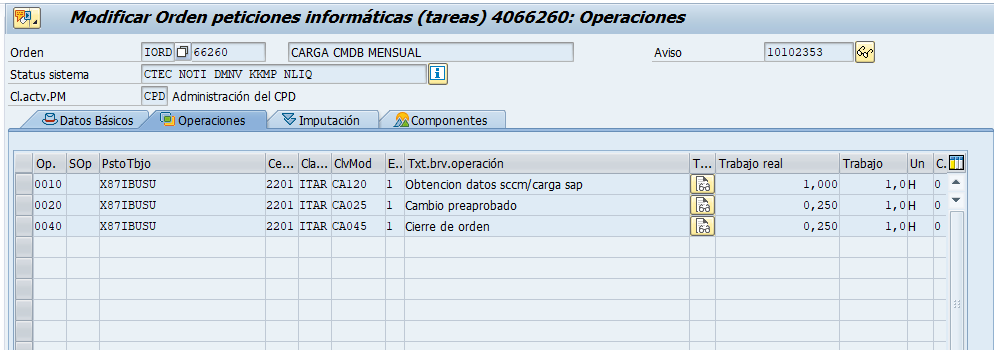 Modificar Orden peticiones informáticas (tareas) 4066260: Operaciones
Orden IORD 66260 CARGA CMDB MENSUAL Aviso 10102353
Status sistema CTEC NOTI DMNV KKMP NLIQ
Cl.actv.PM CPD Administración del CPD
Datos Básicos Operaciones Imputación Componentes
Op. SOp PstoTbjo Ce... Cla... ClvMod E.. Txt.brv.operación T... Trabajo real Trabajo Un C.
0010 X87IBUSU 2201 ITAR CA120 1 Obtencion datos sccm/carga sap 1,000 1,0 H 0
0020 X87IBUSU 2201 ITAR CA025 1 Cambio preaprobado 0,250 1,0 H 0
0040 X87IBUSU 2201 ITAR CA045 1 Cierre de orden 0,250 1,0 H 0